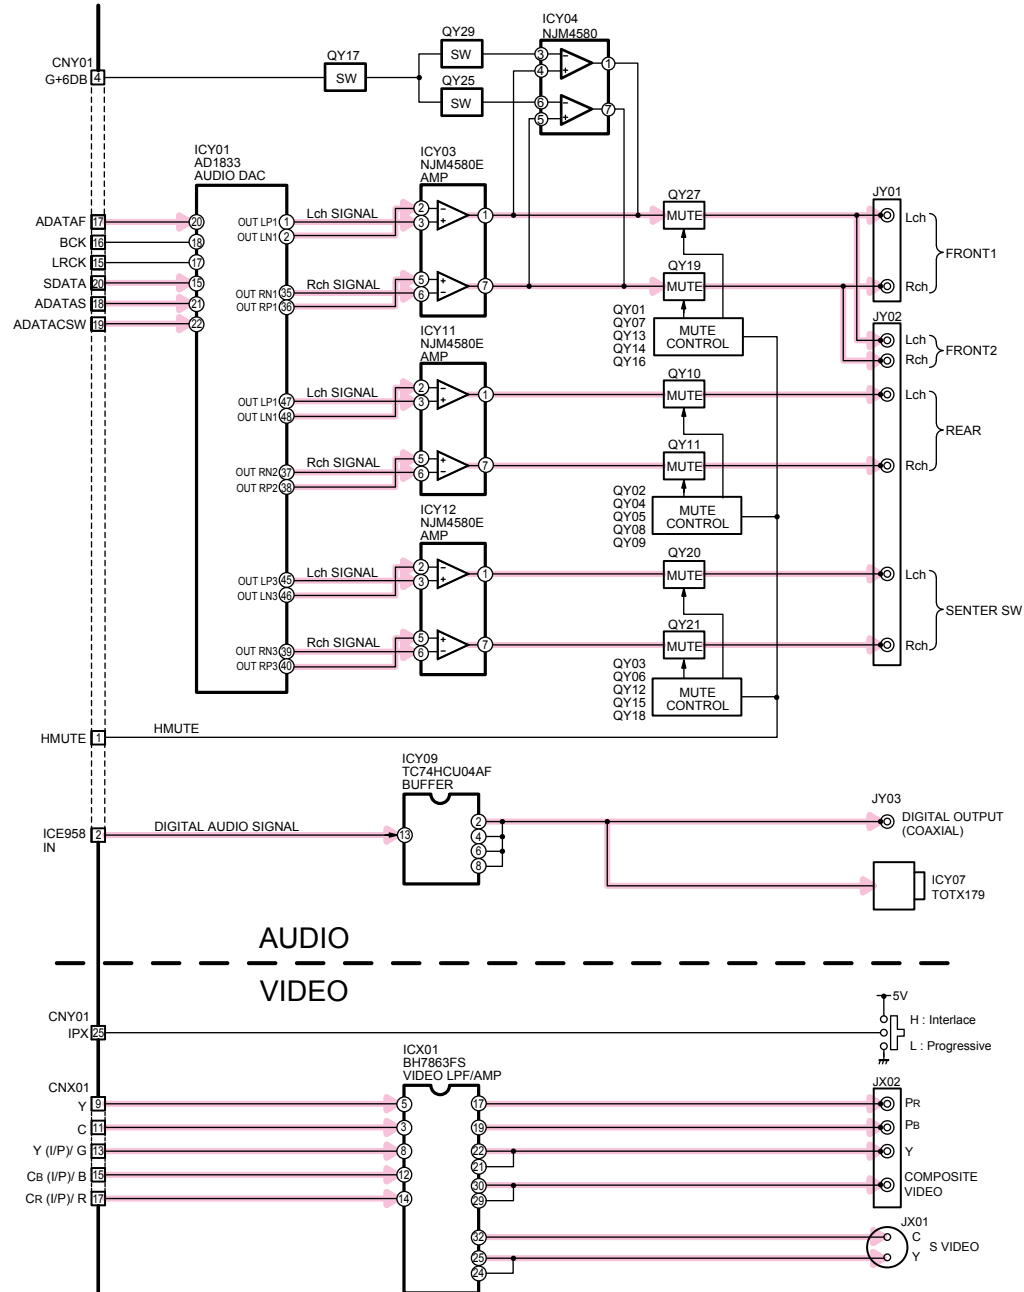 ICY04
NJM4580
QY29
SW
3
4
1
QY17
SW
QY25
SW
6
5
7
CNY01
G+6DB 4
ICY01
AD1833
AUDIO DAC
ICY03
NJM4580E
AMP
ADATAF 17
20
OUT LP1 1
Lch SIGNAL
2
3
1
QY27
MUTE
JY01
Lch
BCK 16
18
OUT LN1 2
LRCK 15
17
FRONT1
SDATA 20
15
OUT RN1 35
Rch SIGNAL
5
6
7
QY19
MUTE
Rch
ADATAS 18
21
OUT RP1 36
ADATACSW 19
22
QY01
QY07
QY13
QY14
QY16
MUTE
CONTROL
JY02
Lch
Rch
FRONT2
ICY11
NJM4580E
AMP
OUT LP1 47
Lch SIGNAL
2
3
1
QY10
MUTE
Lch
OUT LN1 48
REAR
OUT RN2 37
Rch SIGNAL
5
6
7
QY11
MUTE
Rch
OUT RP2 38
QY02
QY04
QY05
QY08
QY09
MUTE
CONTROL
ICY12
NJM4580E
AMP
OUT LP3 45
Lch SIGNAL
2
3
1
QY20
MUTE
Lch
OUT LN3 46
SENTER SW
OUT RN3 39
Rch SIGNAL
5
6
7
QY21
MUTE
Rch
OUT RP3 40
QY03
QY06
QY12
QY15
QY18
MUTE
CONTROL
HMUTE 1
HMUTE
ICY09
TC74HCU04AF
BUFFER
ICE958 2
IN
DIGITAL AUDIO SIGNAL
13
2
4
6
8
JY03
DIGITAL OUTPUT
(COAXIAL)
ICY07
TOTX179
AUDIO
VIDEO
CNY01
IPX 25
5V
H : Interlace
L : Progressive
ICX01
BH7863FS
VIDEO LPF/AMP
CNX01
Y 9
5
17
JX02
PR
C 11
3
19
PB
Y (I/P)/ G 13
8
22
21
Y
CB (I/P)/ B 15
12
30
29
COMPOSITE
VIDEO
CR (I/P)/ R 17
14
32
25
24
JX01
C
Y
S VIDEO